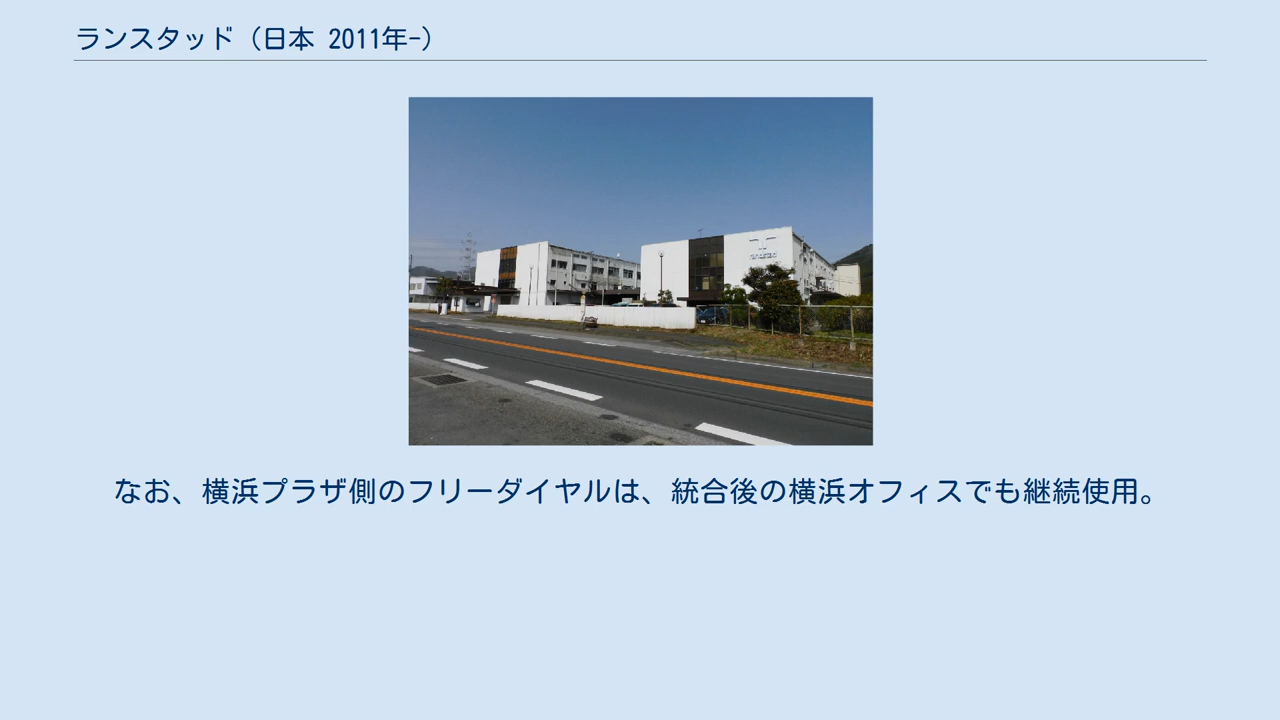 ランスタッド（日本 2011年-）
なお、横浜プラザ側のフリーダイヤルは、統合後の横浜オフィスでも継続使用。